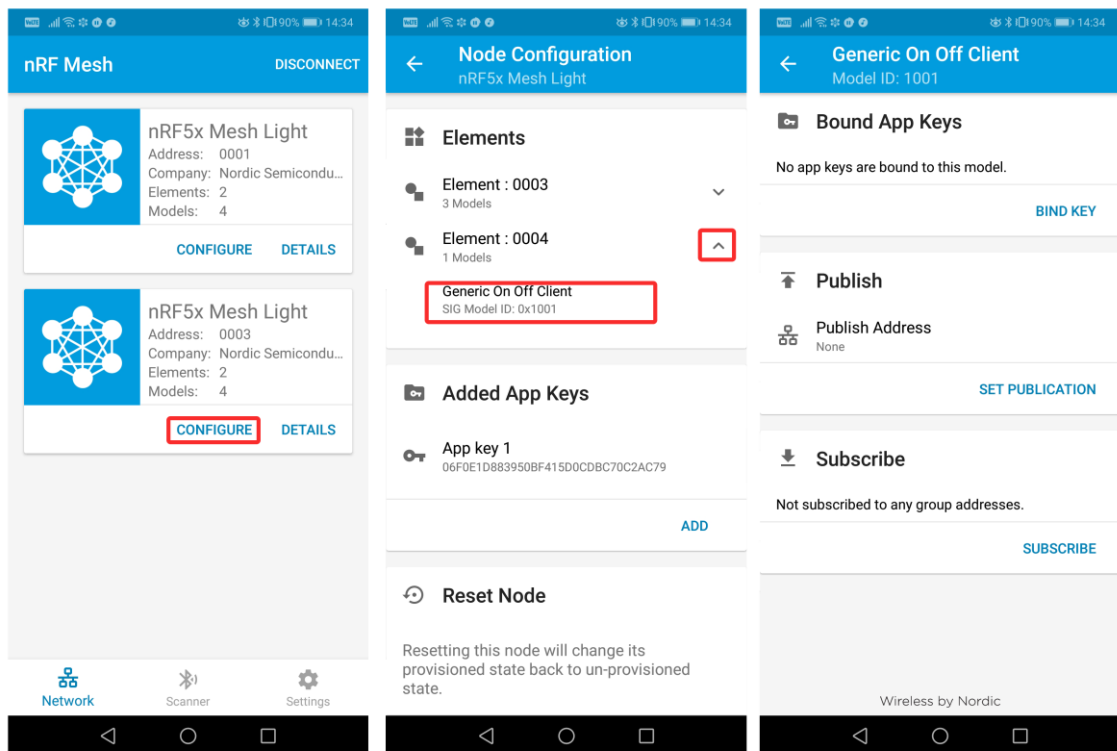 90% 14:34
nRF Mesh
DISCONNECT
nRF5x Mesh Light
Address: 0001
Company: Nordic Semicondu...
Elements: 2
Models: 4
CONFIGURE DETAILS
nRF5x Mesh Light
Address: 0003
Company: Nordic Semicondu...
Elements: 2
Models: 4
CONFIGURE DETAILS
Network
Scanner
Settings
90% 14:34
Node Configuration
nRF5x Mesh Light
Elements
Element : 0003
3 Models
Element : 0004
1 Models
Generic On Off Client
SIG Model ID: 0x1001
Added App Keys
App key 1
06F0E1D883950BF415D0CDBC70C2AC79
ADD
Reset Node
Resetting this node will change its
provisioned state back to un-provisioned
state.
90% 14:34
Generic On Off Client
Model ID: 1001
Bound App Keys
No app keys are bound to this model.
BIND KEY
Publish
Publish Address
None
SET PUBLICATION
Subscribe
Not subscribed to any group addresses.
SUBSCRIBE
Wireless by Nordic